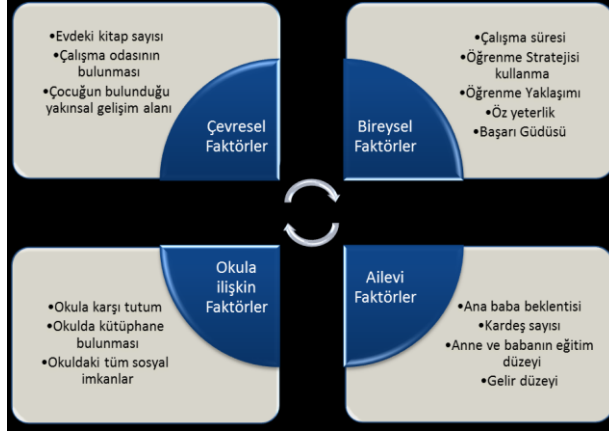 •Evdeki kitap sayısı
•Çalışma odasının
bulunması
•Çocuğun bulunduğu
yakınsal gelişim alanı
Çevresel
Faktörler
•Çalışma süresi
•Öğrenme Stratejisi
kullanma
•Öğrenme Yaklaşımı
•Öz yeterlik
•Başarı Güdüsü
Bireysel
Faktörler
Okula
ilişkin
Faktörler
•Okula karşı tutum
•Okulda kütüphane
bulunması
•Okuldaki tüm sosyal
imkanlar
Ailevi
Faktörler
•Ana baba beklentisi
•Kardeş sayısı
•Anne ve babanın eğitim
düzeyi
•Gelir düzeyi